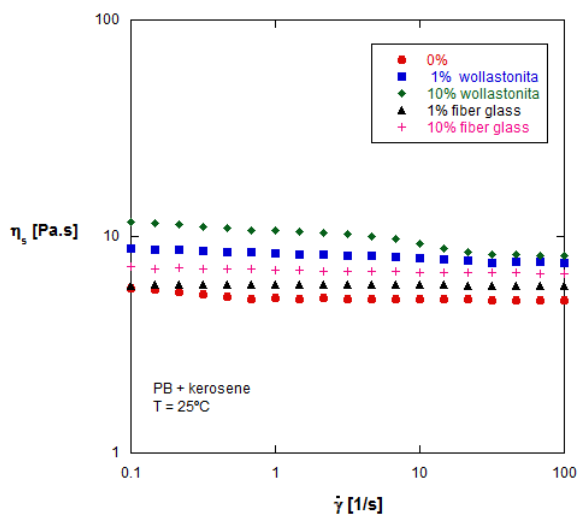 100
0%
1% wollastonita
10% wollastonita
1% fiber glass
10% fiber glass
ηs [Pa.s]
10
PB + kerosene
T = 25ºC
1
0.1
1
10
100
γ̇ [1/s]